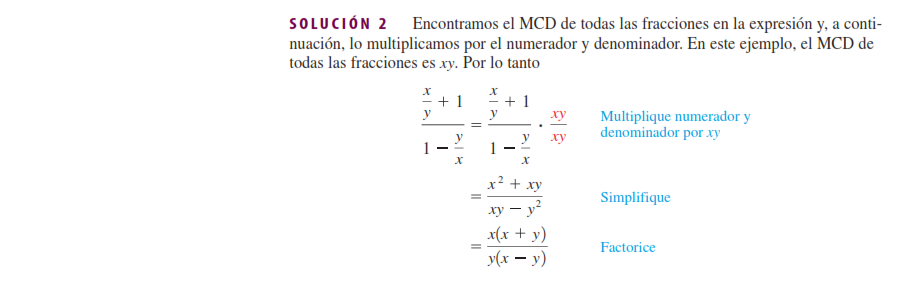 SOLUCIÓN 2 Encontramos el MCD de todas las fracciones en la expresión y, a conti-
nuación, lo multiplicamos por el numerador y denominador. En este ejemplo, el MCD de
todas las fracciones es xy. Por lo tanto
\frac{\frac{x}{y} + 1}{1 - \frac{y}{x}} = \frac{\frac{x}{y} + 1}{1 - \frac{y}{x}} \cdot \frac{xy}{xy}
Multiplique numerador y
denominador por xy
= \frac{x^2 + xy}{xy - y^2} Simplifique
= \frac{x(x + y)}{y(x - y)} Factorice